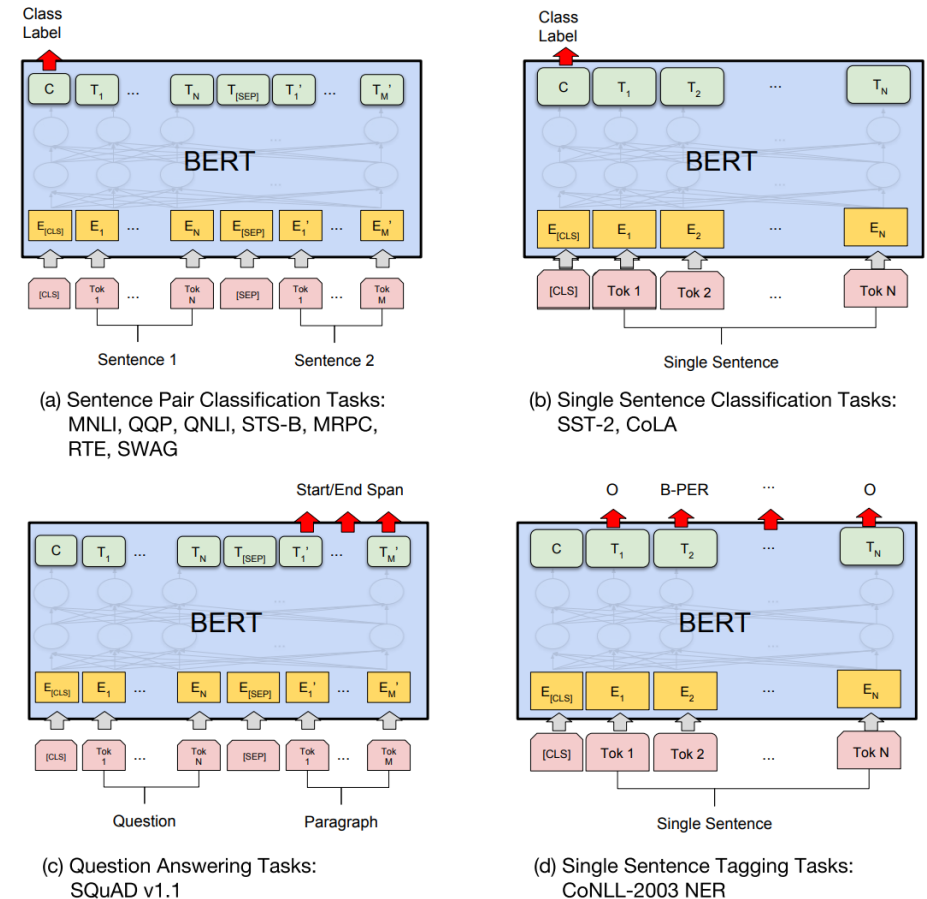 Class
Label
C T1 ... TN T[SEP] T1' ... TM'
...
BERT
...
E[CLS] E1 ... EN E[SEP] E1' ... EM'
[CLS] Tok 1 ... Tok N [SEP] Tok 1 ... Tok M
Sentence 1 Sentence 2
(a) Sentence Pair Classification Tasks:
MNLI, QQP, QNLI, STS-B, MRPC,
RTE, SWAG
Class
Label
C T1 T2 ... TN
...
BERT
...
E[CLS] E1 E2 ... EN
[CLS] Tok 1 Tok 2 ... Tok N
Single Sentence
(b) Single Sentence Classification Tasks:
SST-2, CoLA
Start/End Span
C T1 ... TN T[SEP] T1' ... TM'
...
BERT
...
E[CLS] E1 ... EN E[SEP] E1' ... EM'
[CLS] Tok 1 ... Tok N [SEP] Tok 1 ... Tok M
Question Paragraph
(c) Question Answering Tasks:
SQuAD v1.1
O B-PER ... O
C T1 T2 ... TN
...
BERT
...
E[CLS] E1 E2 ... EN
[CLS] Tok 1 Tok 2 ... Tok N
Single Sentence
(d) Single Sentence Tagging Tasks:
CoNLL-2003 NER